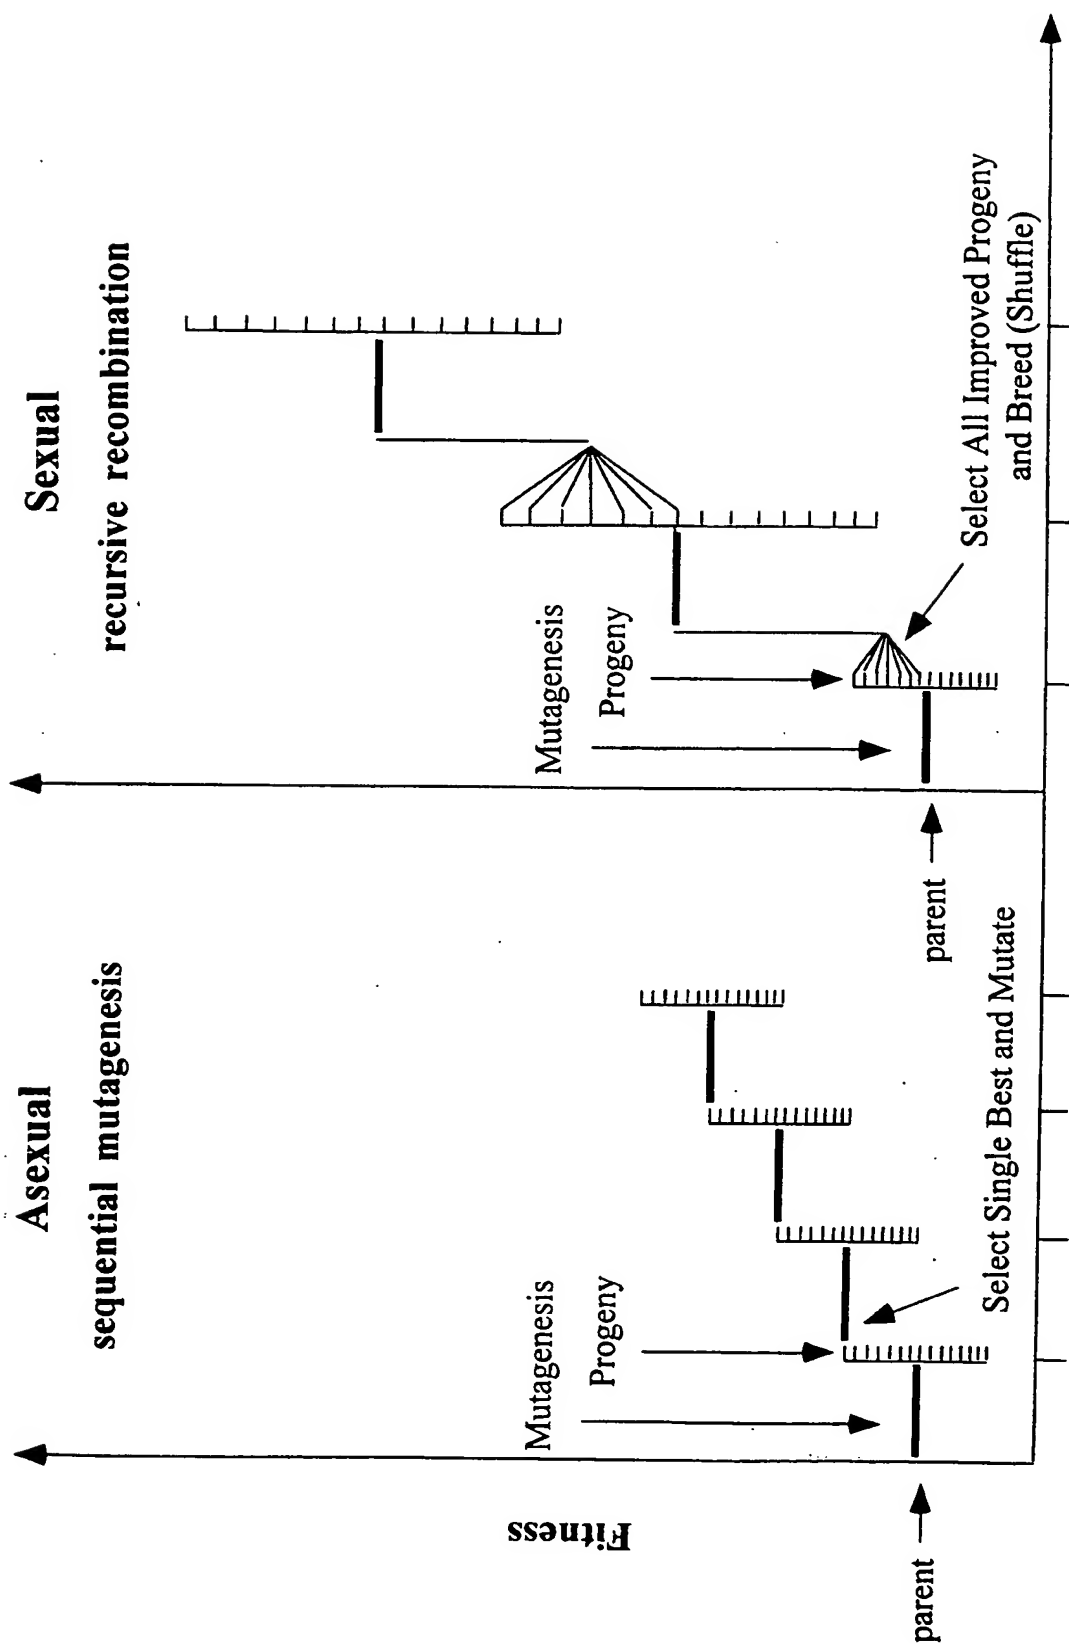 Asexual
sequential mutagenesis
Fitness
Mutagenesis
Progeny
parent
Select Single Best and Mutate
Sexual
recursive recombination
Mutagenesis
Progeny
parent
Select All Improved Progeny
and Breed (Shuffle)